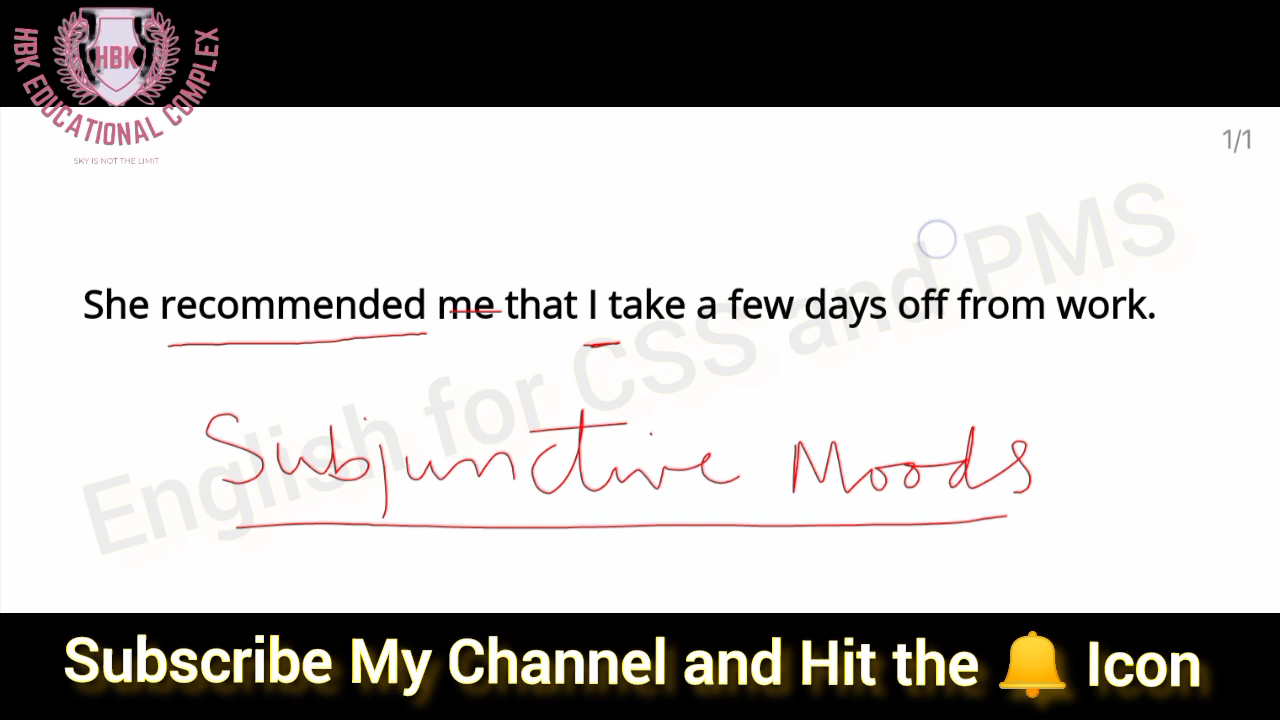 HBK
HBK EDUCATIONAL COMPLEX
SKY IS NOT THE LIMIT
1/1
English for CSS and PMS
She recommended me that I take a few days off from work.
Subjunctive Moods
Subscribe My Channel and Hit the 🔔 Icon